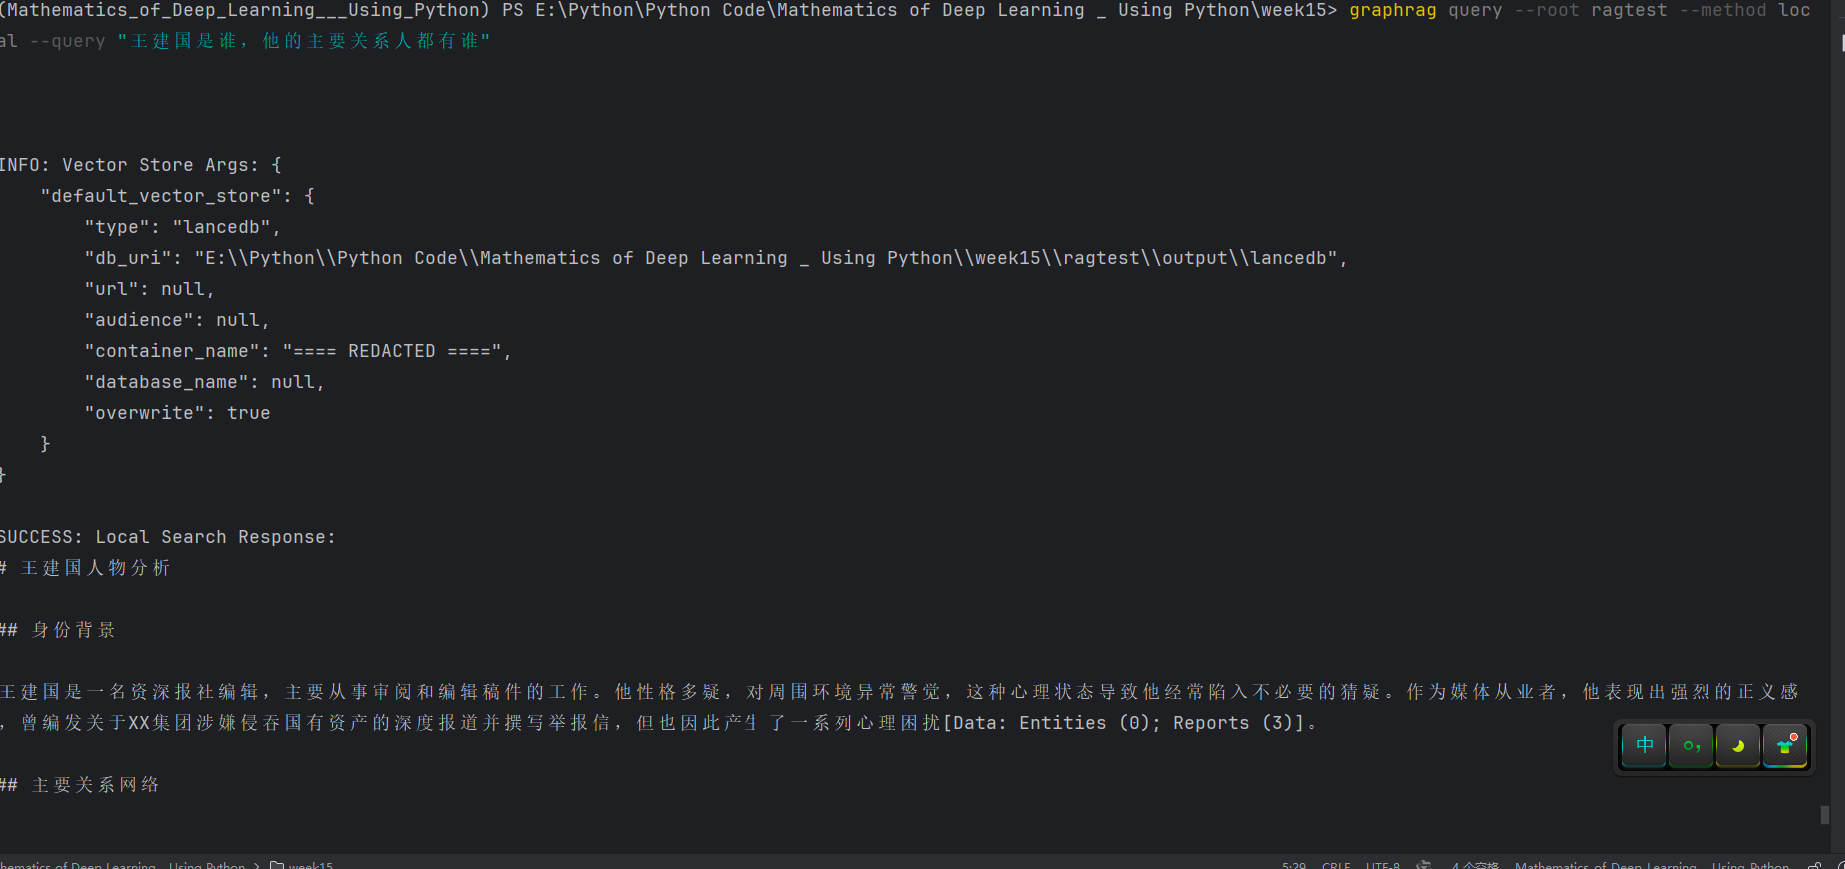 (Mathematics_of_Deep_Learning___Using_Python) PS E:\Python\Python Code\Mathematics of Deep Learning _ Using Python\week15> graphrag query --root ragtest --method loc
al --query "王建国是谁，他的主要关系人都有谁"
INFO: Vector Store Args: {
    "default_vector_store": {
        "type": "lancedb",
        "db_uri": "E:\\Python\\Python Code\\Mathematics of Deep Learning _ Using Python\\week15\\ragtest\\output\\lancedb",
        "url": null,
        "audience": null,
        "container_name": "==== REDACTED ====",
        "database_name": null,
        "overwrite": true
    }
}
SUCCESS: Local Search Response:
# 王建国人物分析
## 身份背景
王建国是一名资深报社编辑，主要从事审阅和编辑稿件的工作。他性格多疑，对周围环境异常警觉，这种心理状态导致他经常陷入不必要的猜疑。作为媒体从业者，他表现出强烈的正义感
，曾编发关于XX集团涉嫌侵吞国有资产的深度报道并撰写举报信，但也因此产生了一系列心理困扰[Data: Entities (0); Reports (3)]。
中
## 主要关系网络
hematics of Deep Learning _ Using Python > week15 5:29 CRLF UTF-8 4 个空格 Mathematics_of_Deep_Learning___Using_Python